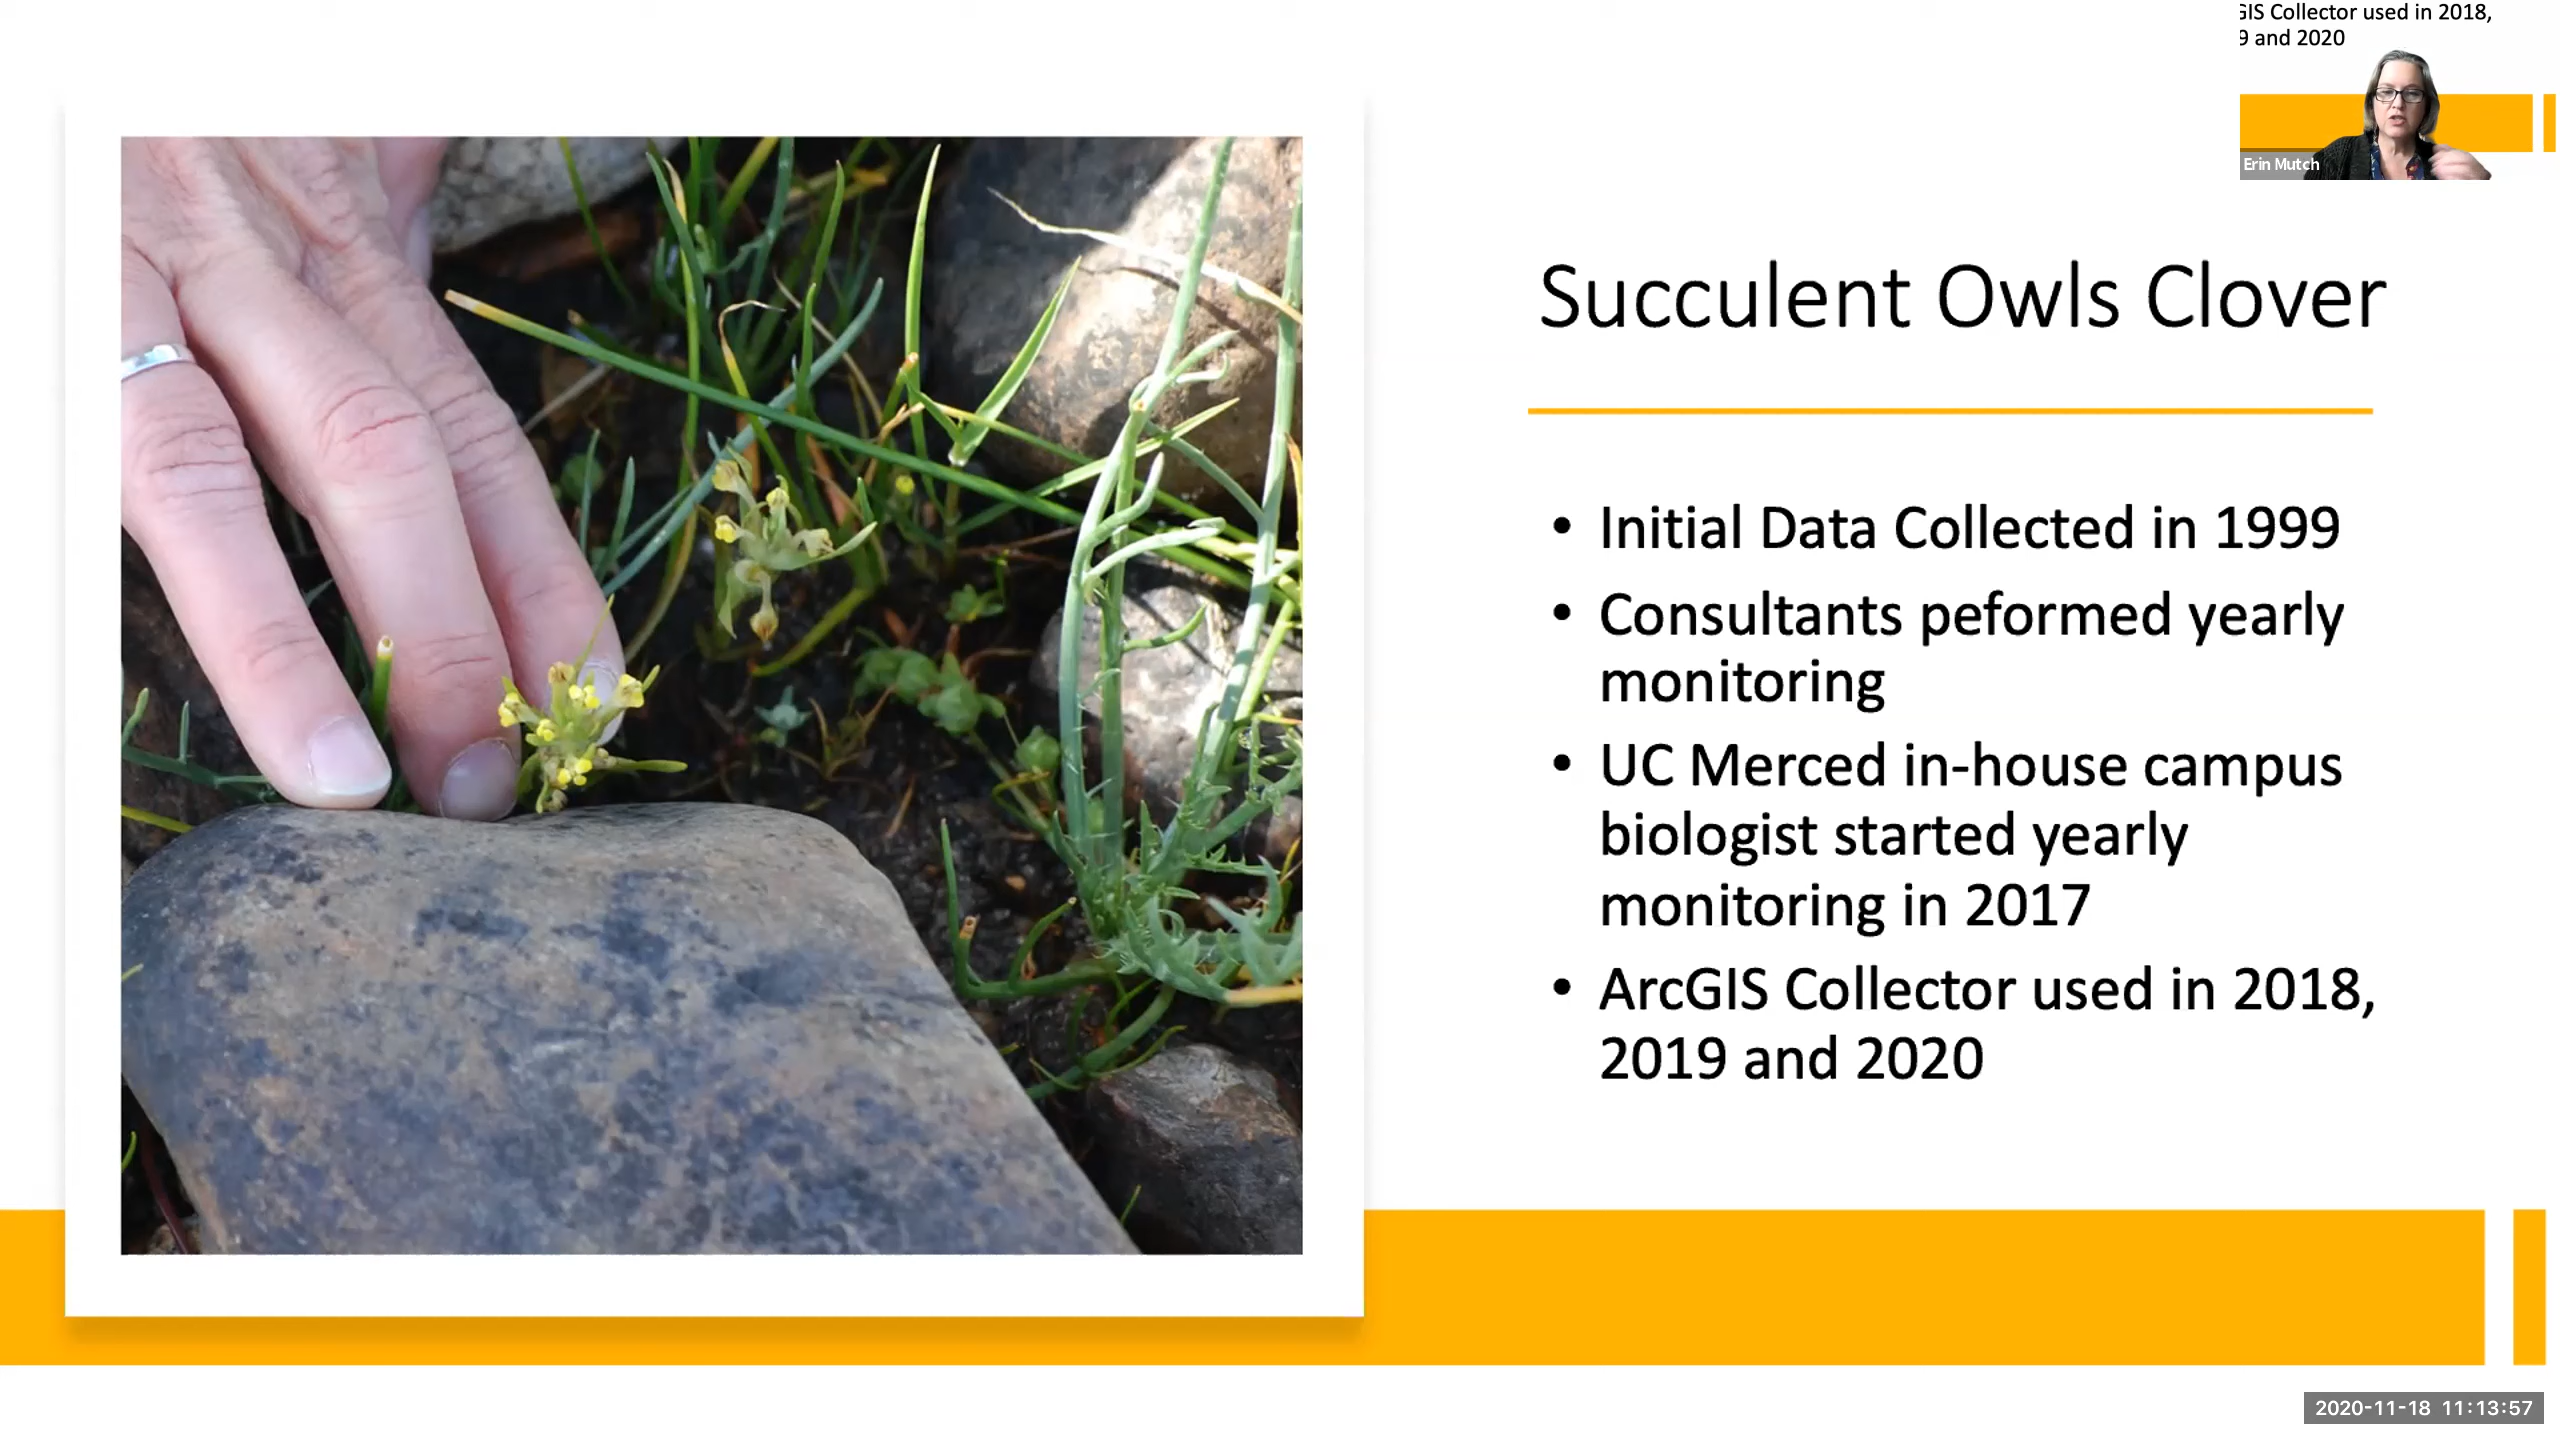 GIS Collector used in 2018,
9 and 2020
Erin Mutch
Succulent Owls Clover
• Initial Data Collected in 1999
• Consultants peformed yearly
monitoring
• UC Merced in-house campus
biologist started yearly
monitoring in 2017
• ArcGIS Collector used in 2018,
2019 and 2020
2020-11-18 11:13:57